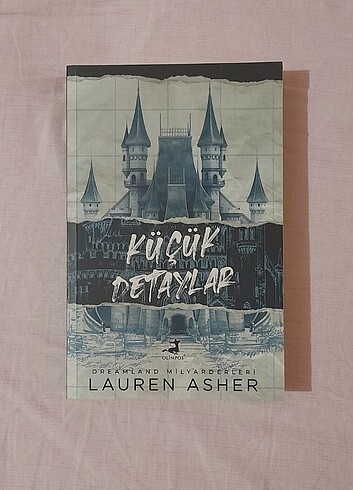 KÜÇÜK
DETAYLAR
OLIMPOS
DREAMLAND MİLYARDERLERİ
LAUREN ASHER